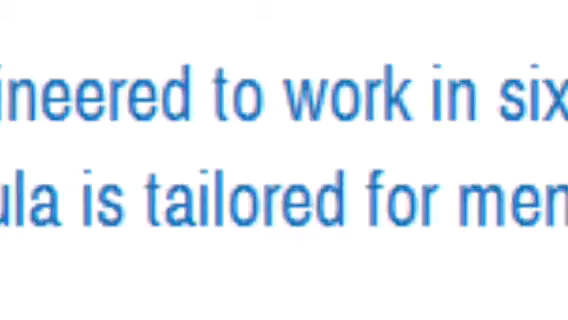 ineered to work in six
ula is tailored for men